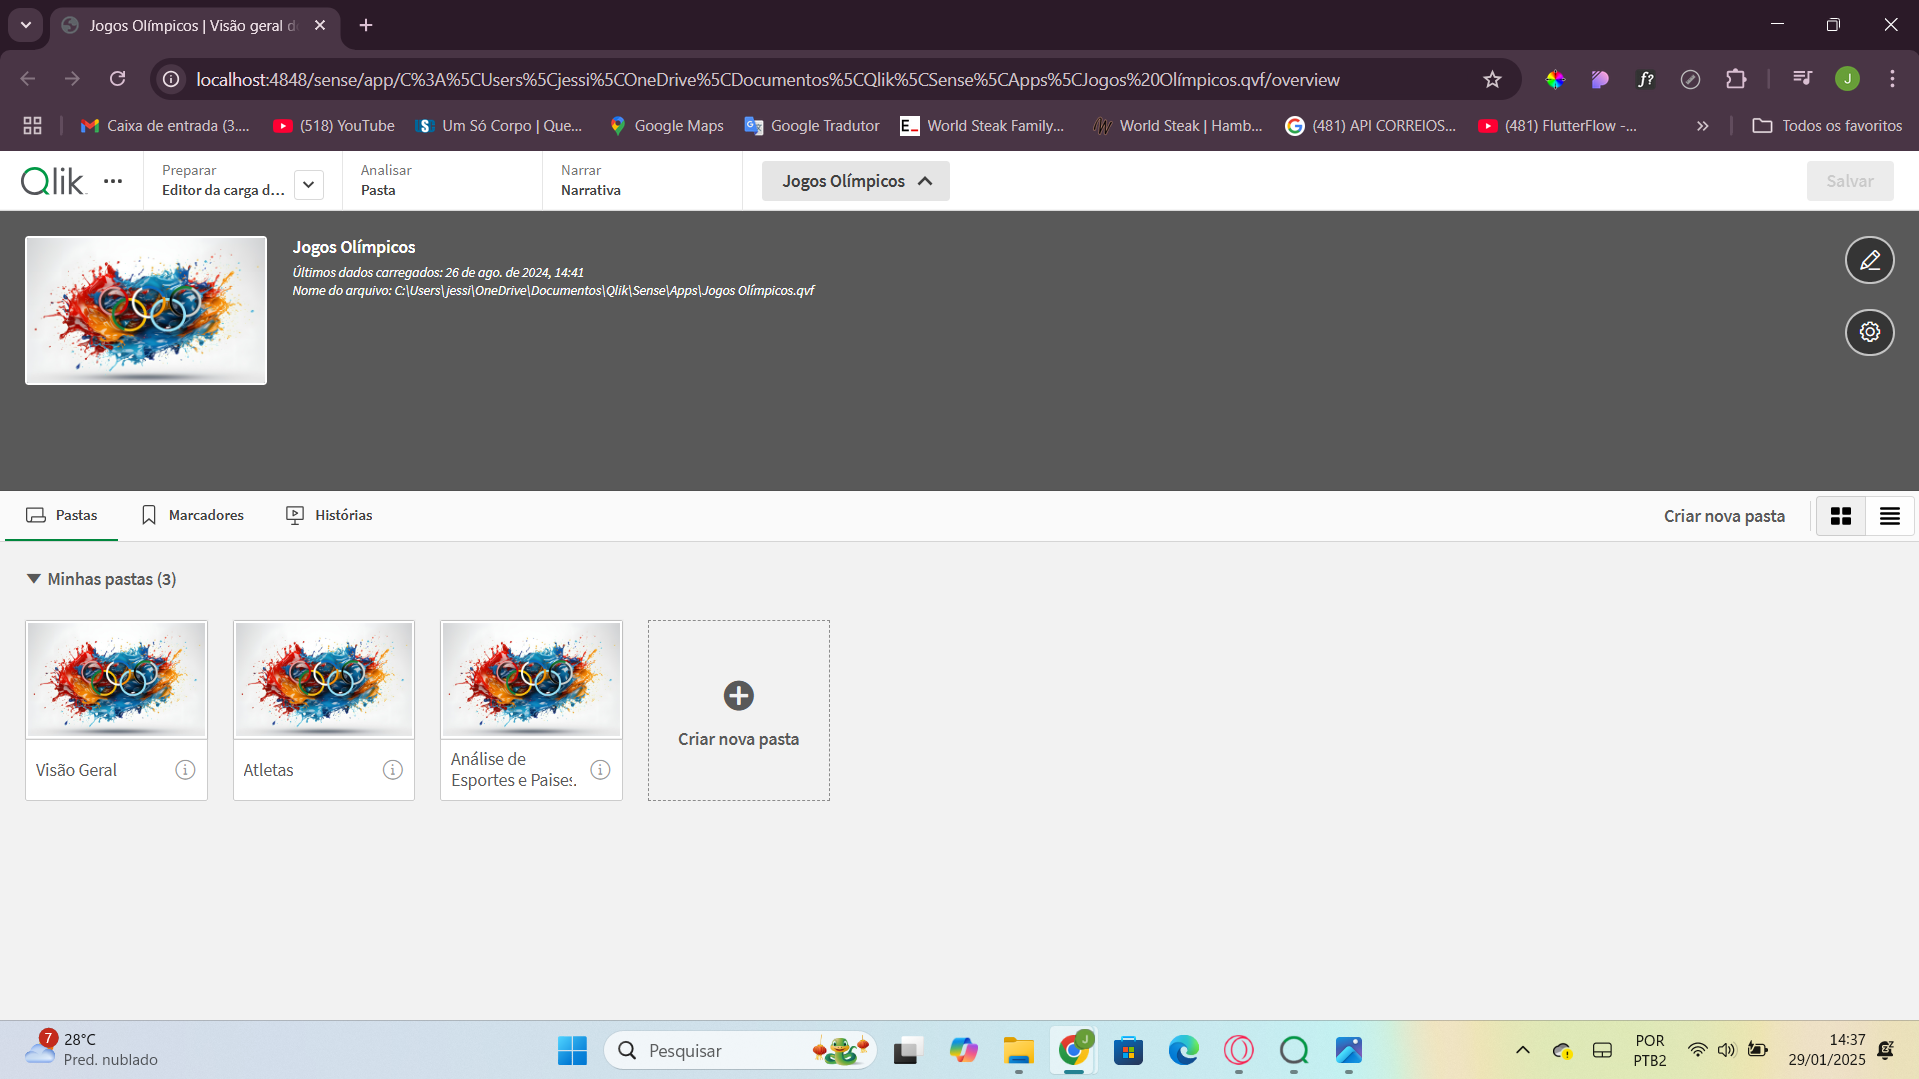 Jogos Olímpicos | Visão geral d
localhost:4848/sense/app/C%3A%5CUsers%5Cjessi%5COneDrive%5CDocumentos%5CQlik%5CSense%5CApps%5CJogos%20Olímpicos.qvf/overview
J
Caixa de entrada (3....
(518) YouTube
Um Só Corpo | Que...
Google Maps
Google Tradutor
World Steak Family...
World Steak | Hamb...
(481) API CORREIOS...
(481) FlutterFlow -...
Todos os favoritos
Qlik
Preparar
Editor da carga d...
Analisar
Pasta
Narrar
Narrativa
Jogos Olímpicos
Salvar
Jogos Olímpicos
Últimos dados carregados: 26 de ago. de 2024, 14:41
Nome do arquivo: C:\Users\jessi\OneDrive\Documentos\Qlik\Sense\Apps\Jogos Olímpicos.qvf
Pastas
Marcadores
Histórias
Criar nova pasta
Minhas pastas (3)
Visão Geral
Atletas
Análise de
Esportes e Paises.
Criar nova pasta
7
28°C
Pred. nublado
Pesquisar
J
POR
PTB2
14:37
29/01/2025